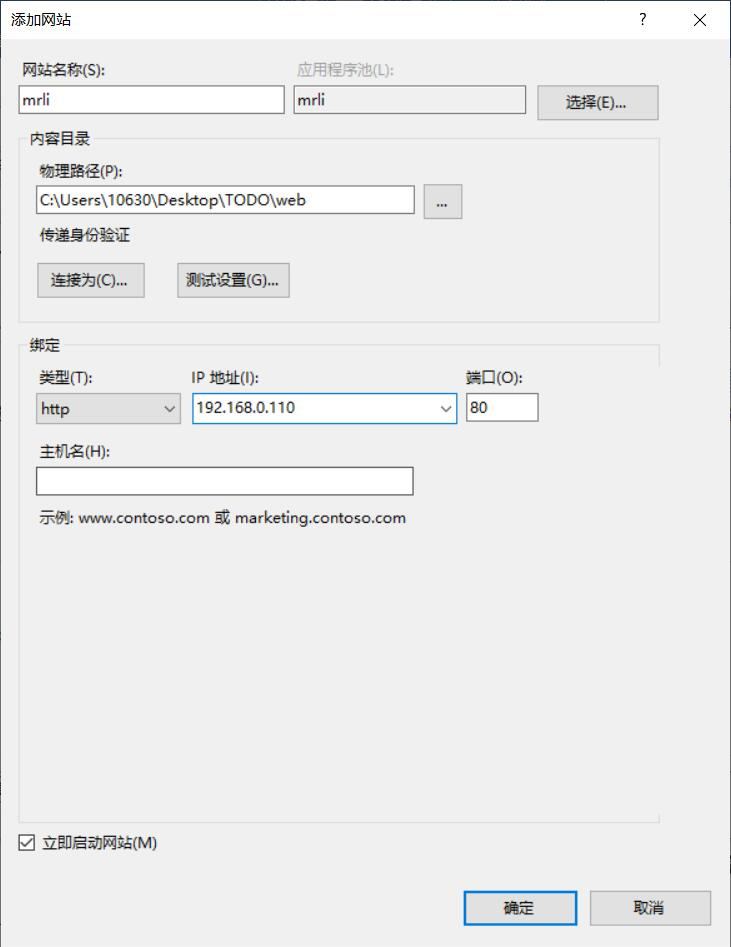 添加网站
?
网站名称(S):
应用程序池(L):
mrli
mrli
选择(E)...
内容目录
物理路径(P):
C:\Users\10630\Desktop\TODO\web
...
传递身份验证
连接为(C)...
测试设置(G)...
绑定
类型(T):
IP 地址(I):
端口(O):
http
192.168.0.110
80
主机名(H):
示例: www.contoso.com 或 marketing.contoso.com
立即启动网站(M)
确定
取消